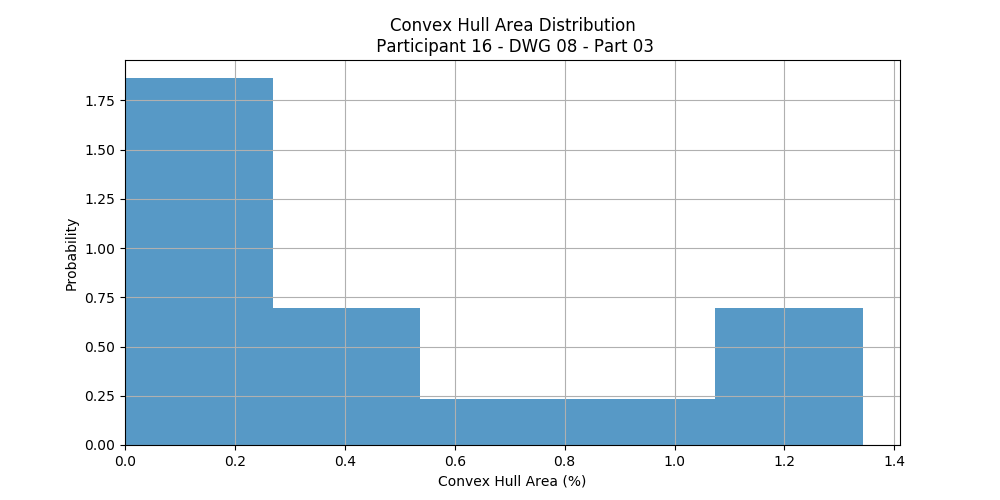 Convex Hull Area Distribution
Participant 16 - DWG 08 - Part 03
Probability
1.75
1.50
1.25
1.00
0.75
0.50
0.25
0.00
0.0 0.2 0.4 0.6 0.8 1.0 1.2 1.4
Convex Hull Area (%)